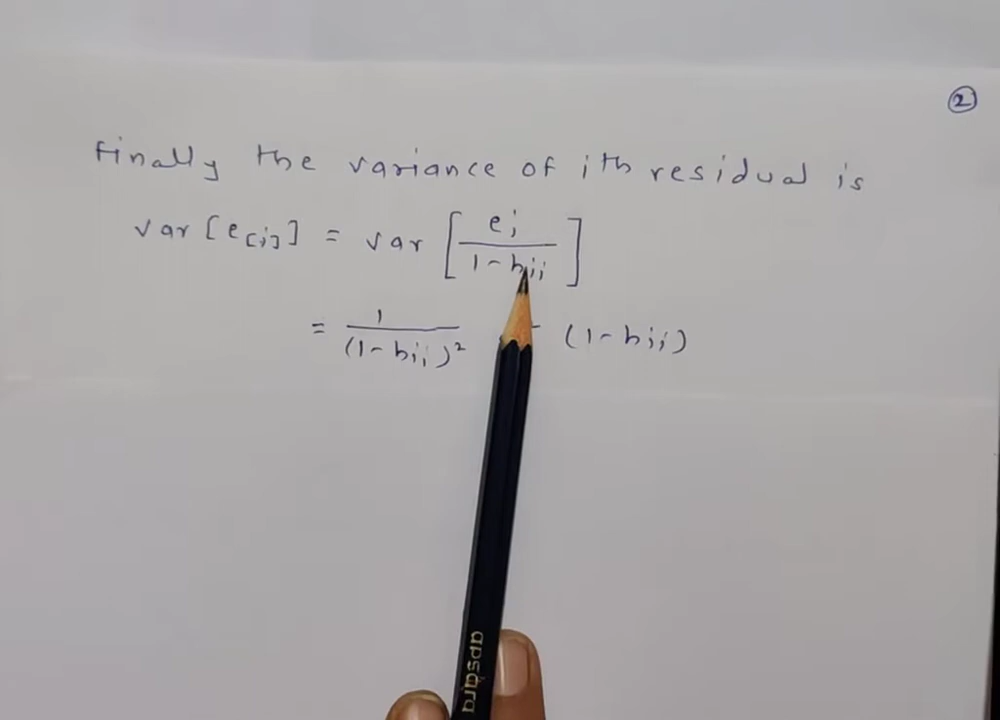 ②
Finally the variance of ith residual is
var [e[i]] = var [ei / 1-hii]
= 1 / (1-hii)² (1-hii)
apsara